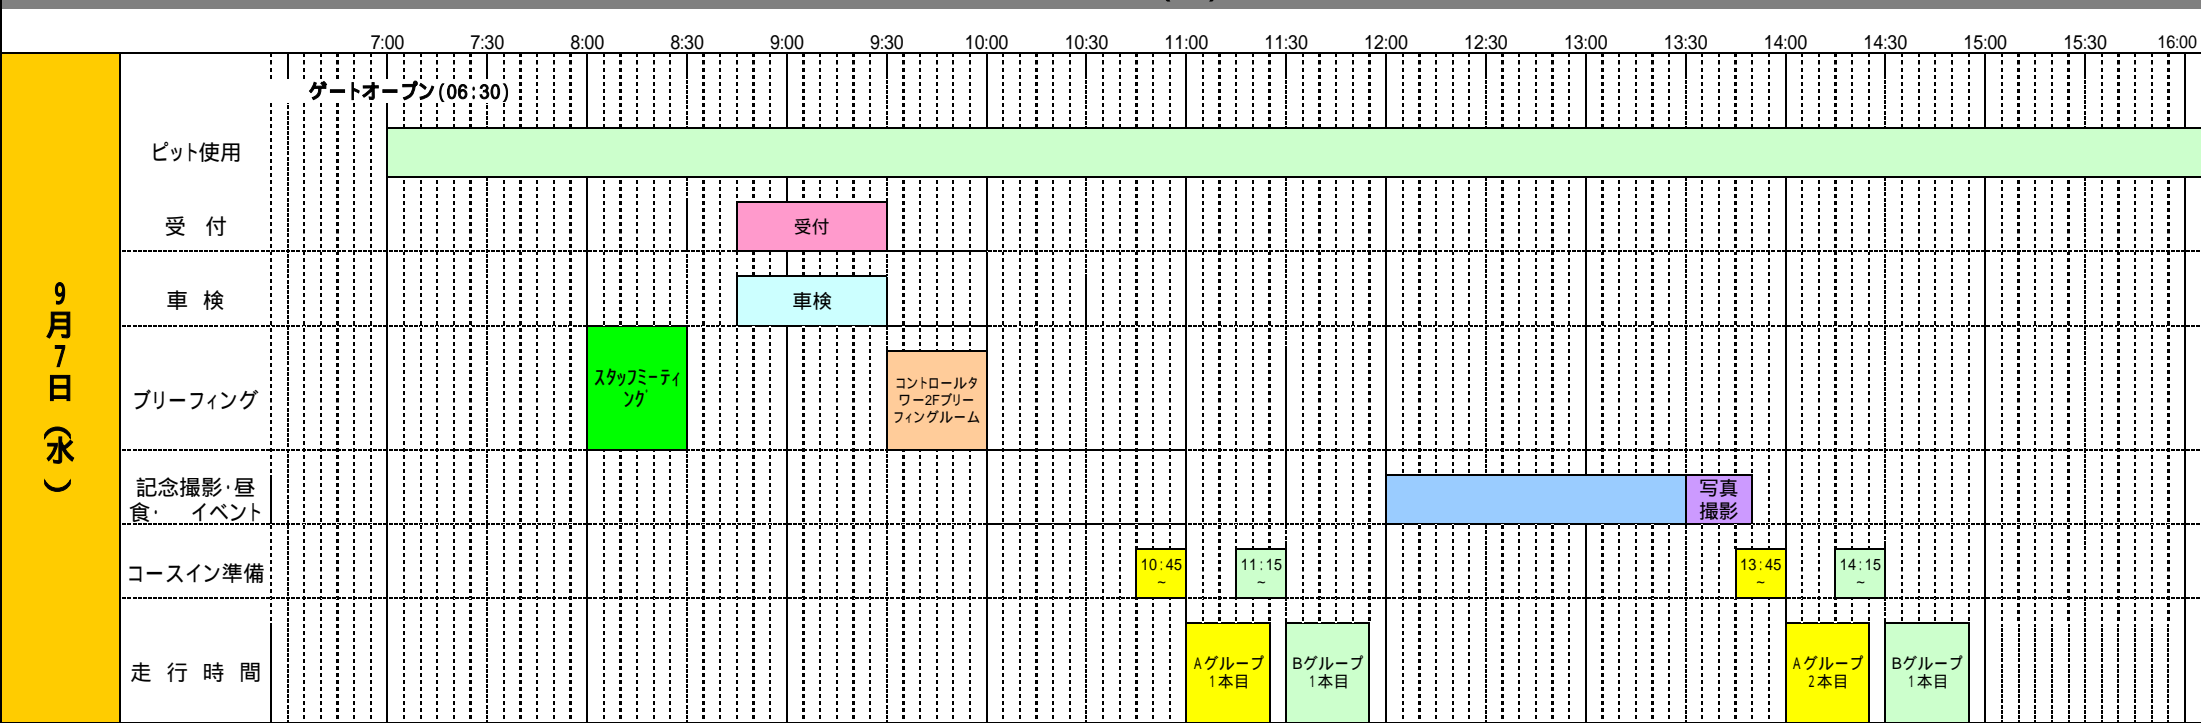 7:00 7:30 8:00 8:30 9:00 9:30 10:00 10:30 11:00 11:30 12:00 12:30 13:00 13:30 14:00 14:30 15:00 15:30 16:00
9月7日（水）
ゲートオープン(06:30)
ピット使用
受　付
受付
車　検
車検
ブリーフィング
スタッフミーティ
ング
コントロールタ
ワー2Fブリー
フィングルーム
記念撮影･昼
食･　イベント
写真
撮影
コースイン準備
10:45
~
11:15
~
13:45
~
14:15
~
走 行 時 間
Aグループ
1本目
Bグループ
1本目
Aグループ
2本目
Bグループ
1本目